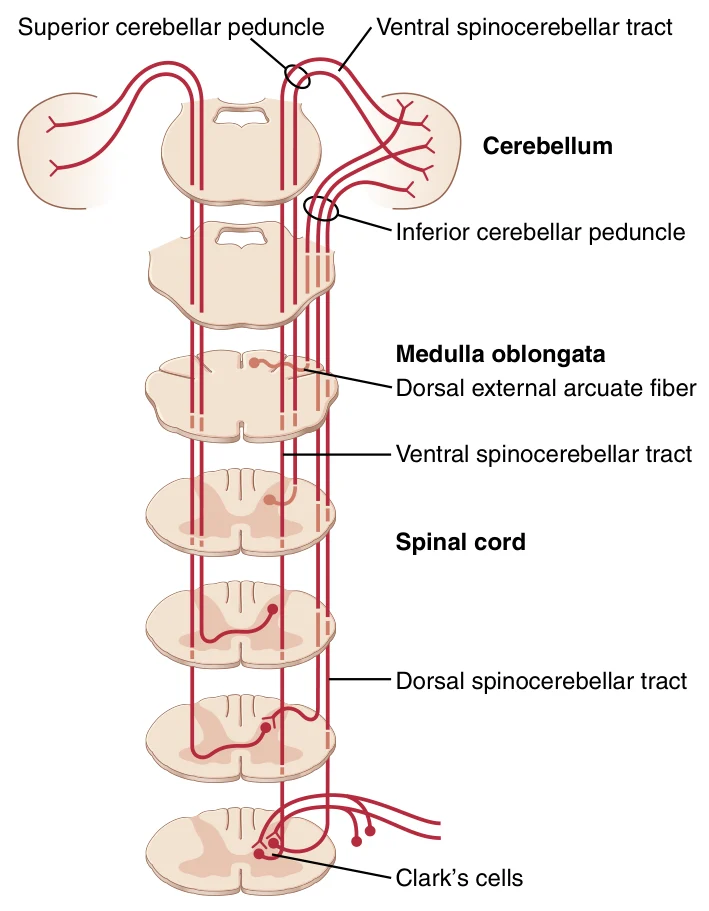 Superior cerebellar peduncle
Ventral spinocerebellar tract
Cerebellum
Inferior cerebellar peduncle
Medulla oblongata
Dorsal external arcuate fiber
Ventral spinocerebellar tract
Spinal cord
Dorsal spinocerebellar tract
Clark's cells